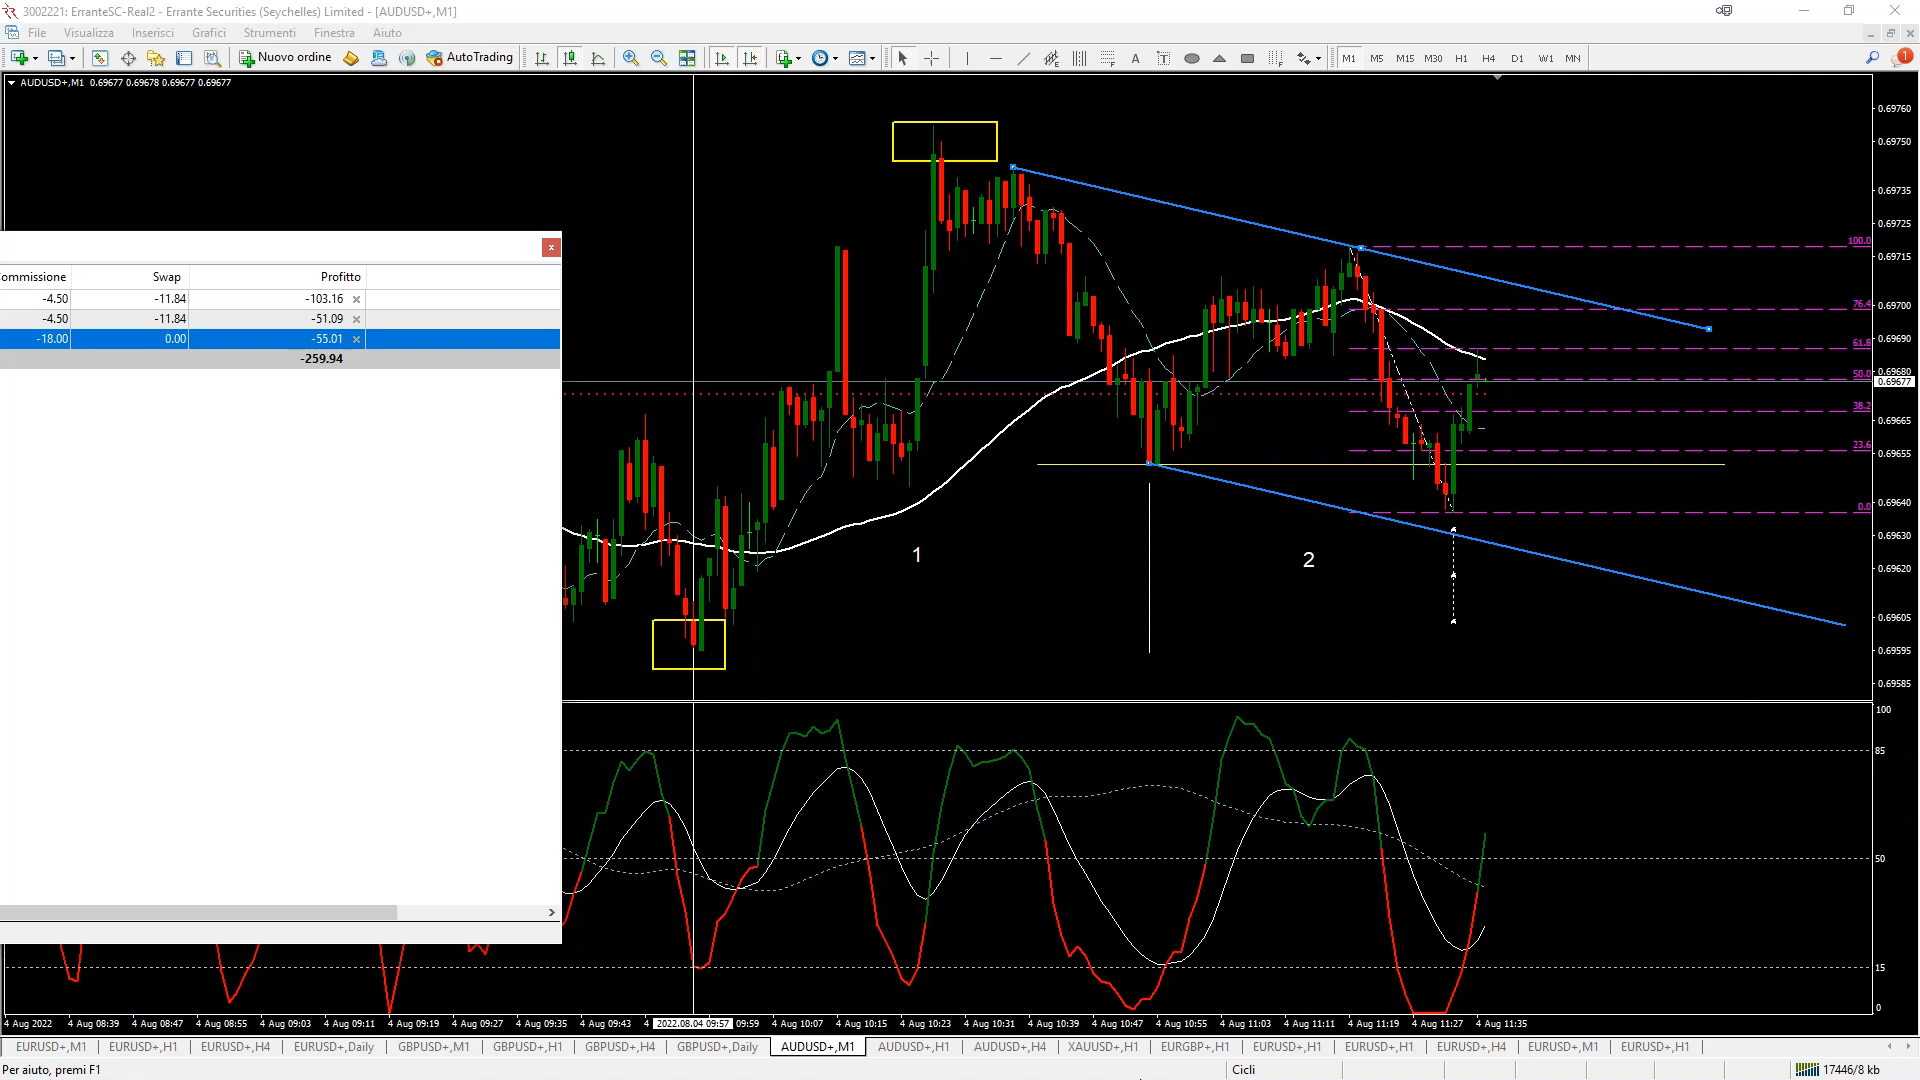 3002221: ErranteSC-Real2 - Errante Securities (Seychelles) Limited - [AUDUSD+,M1]
File Visualizza Inserisci Grafici Strumenti Finestra Aiuto
Nuovo ordine AutoTrading A T M1 M5 M15 M30 H1 H4 D1 W1 MN 1
AUDUSD+,M1 0.69677 0.69678 0.69677 0.69677
0.69760
0.69750
0.69735
0.69725
100.0
0.69715
76.4
0.69700
61.8
0.69690
50.0
0.69680
0.69677
38.2
0.69665
23.6
0.69655
0.0
0.69640
0.69630
0.69620
0.69605
0.69595
0.69585
ommissione Swap Profitto
-4.50 -11.84 -103.16
-4.50 -11.84 -51.09
-18.00 0.00 -55.01
-259.94
1
2
100
85
50
15
0
4 Aug 2022 4 Aug 08:39 4 Aug 08:47 4 Aug 08:55 4 Aug 09:03 4 Aug 09:11 4 Aug 09:19 4 Aug 09:27 4 Aug 09:35 4 Aug 09:43 4 2022.08.04 09:57 09:59 4 Aug 10:07 4 Aug 10:15 4 Aug 10:23 4 Aug 10:31 4 Aug 10:39 4 Aug 10:47 4 Aug 10:55 4 Aug 11:03 4 Aug 11:11 4 Aug 11:19 4 Aug 11:27 4 Aug 11:35
EURUSD+,M1 EURUSD+,H1 EURUSD+,H4 EURUSD+,Daily GBPUSD+,M1 GBPUSD+,H1 GBPUSD+,H4 GBPUSD+,Daily AUDUSD+,M1 AUDUSD+,H1 AUDUSD+,H4 XAUUSD+,H1 EURGBP+,H1 EURUSD+,H1 EURUSD+,H1 EURUSD+,H4 EURUSD+,M1 EURUSD+,H1
Per aiuto, premi F1 Cicli 17446/8 kb